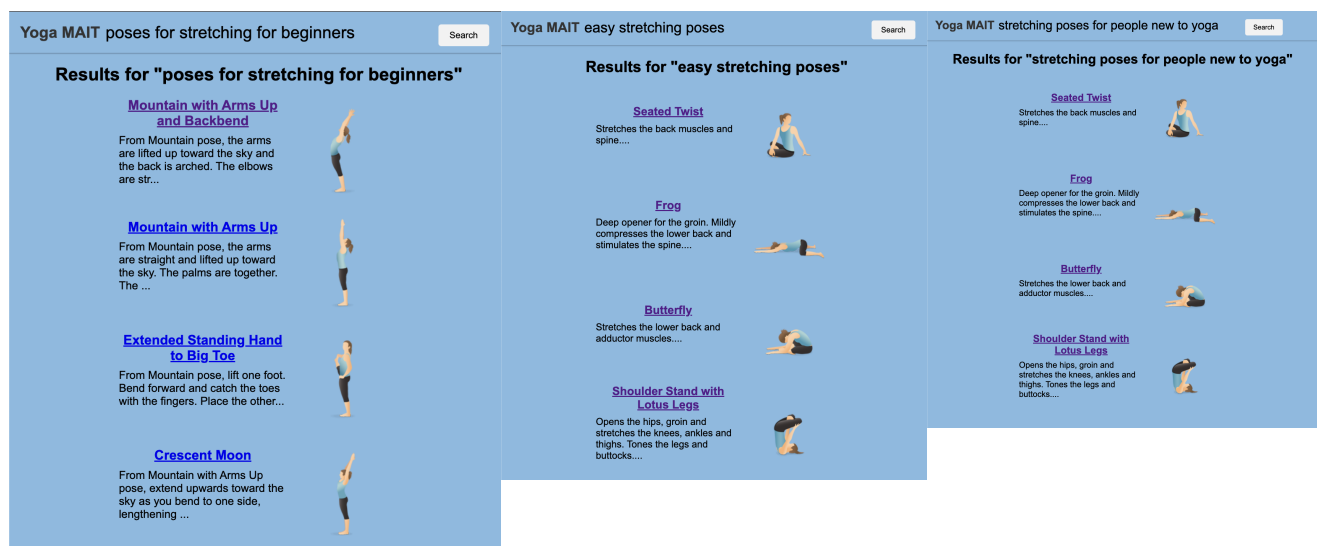 Yoga MAIT poses for stretching for beginners
Search
Results for "poses for stretching for beginners"
Mountain with Arms Up
and Backbend
From Mountain pose, the arms
are lifted up toward the sky and
the back is arched. The elbows
are str...
Mountain with Arms Up
From Mountain pose, the arms
are straight and lifted up toward
the sky. The palms are together.
The ...
Extended Standing Hand
to Big Toe
From Mountain pose, lift one foot.
Bend forward and catch the toes
with the fingers. Place the other...
Crescent Moon
From Mountain with Arms Up
pose, extend upwards toward the
sky as you bend to one side,
lengthening ...
Yoga MAIT easy stretching poses
Search
Results for "easy stretching poses"
Seated Twist
Stretches the back muscles and
spine....
Frog
Deep opener for the groin. Mildly
compresses the lower back and
stimulates the spine....
Butterfly
Stretches the lower back and
adductor muscles....
Shoulder Stand with
Lotus Legs
Opens the hips, groin and
stretches the knees, ankles and
thighs. Tones the legs and
buttocks....
Yoga MAIT stretching poses for people new to yoga
Search
Results for "stretching poses for people new to yoga"
Seated Twist
Stretches the back muscles and
spine....
Frog
Deep opener for the groin. Mildly
compresses the lower back and
stimulates the spine....
Butterfly
Stretches the lower back and
adductor muscles....
Shoulder Stand with
Lotus Legs
Opens the hips, groin and
stretches the knees, ankles and
thighs. Tones the legs and
buttocks....